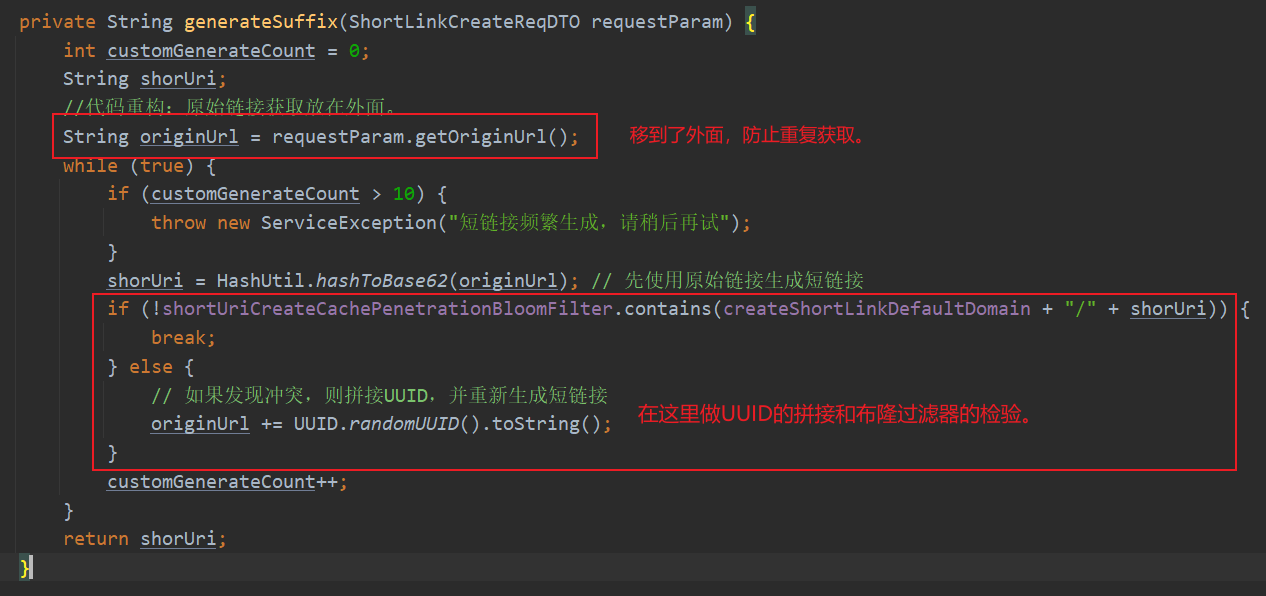 private String generateSuffix(ShortLinkCreateReqDTO requestParam) {
int customGenerateCount = 0;
String shorUri;
//代码重构：原始链接获取放在外面。
String originUrl = requestParam.getOriginUrl(); 移到了外面，防止重复获取。
while (true) {
if (customGenerateCount > 10) {
throw new ServiceException("短链接频繁生成，请稍后再试");
}
shorUri = HashUtil.hashToBase62(originUrl); // 先使用原始链接生成短链接
if (!shortUriCreateCachePenetrationBloomFilter.contains(createShortLinkDefaultDomain + "/" + shorUri)) {
break;
} else {
// 如果发现冲突，则拼接UUID，并重新生成短链接
originUrl += UUID.randomUUID().toString(); 在这里做UUID的拼接和布隆过滤器的检验。
}
customGenerateCount++;
}
return shorUri;
}